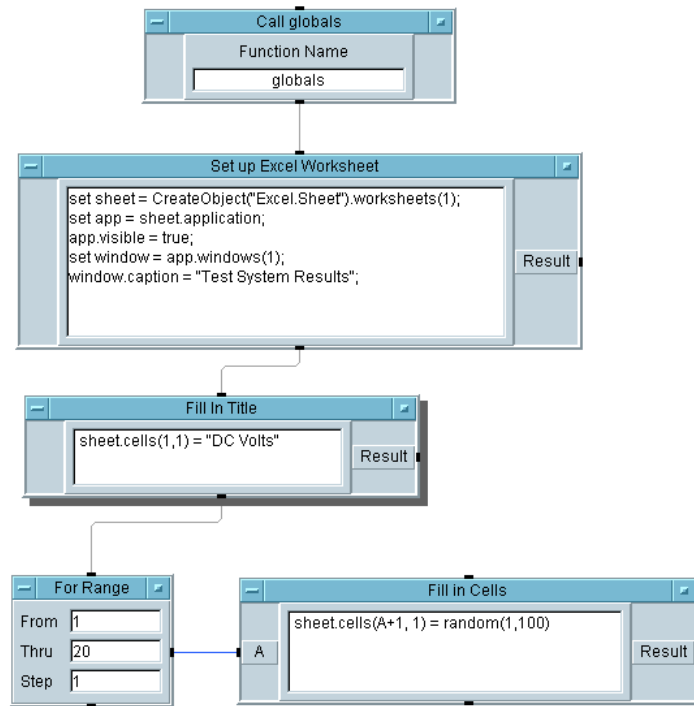 Call globals
Function Name
globals
Set up Excel Worksheet
set sheet = CreateObject("Excel.Sheet").worksheets(1);
set app = sheet.application;
app.visible = true;
set window = app.windows(1);
window.caption = "Test System Results";
Result
Fill In Title
sheet.cells(1,1) = "DC Volts"
Result
For Range
From 1
Thru 20
Step 1
Fill in Cells
A
sheet.cells(A+1, 1) = random(1,100)
Result